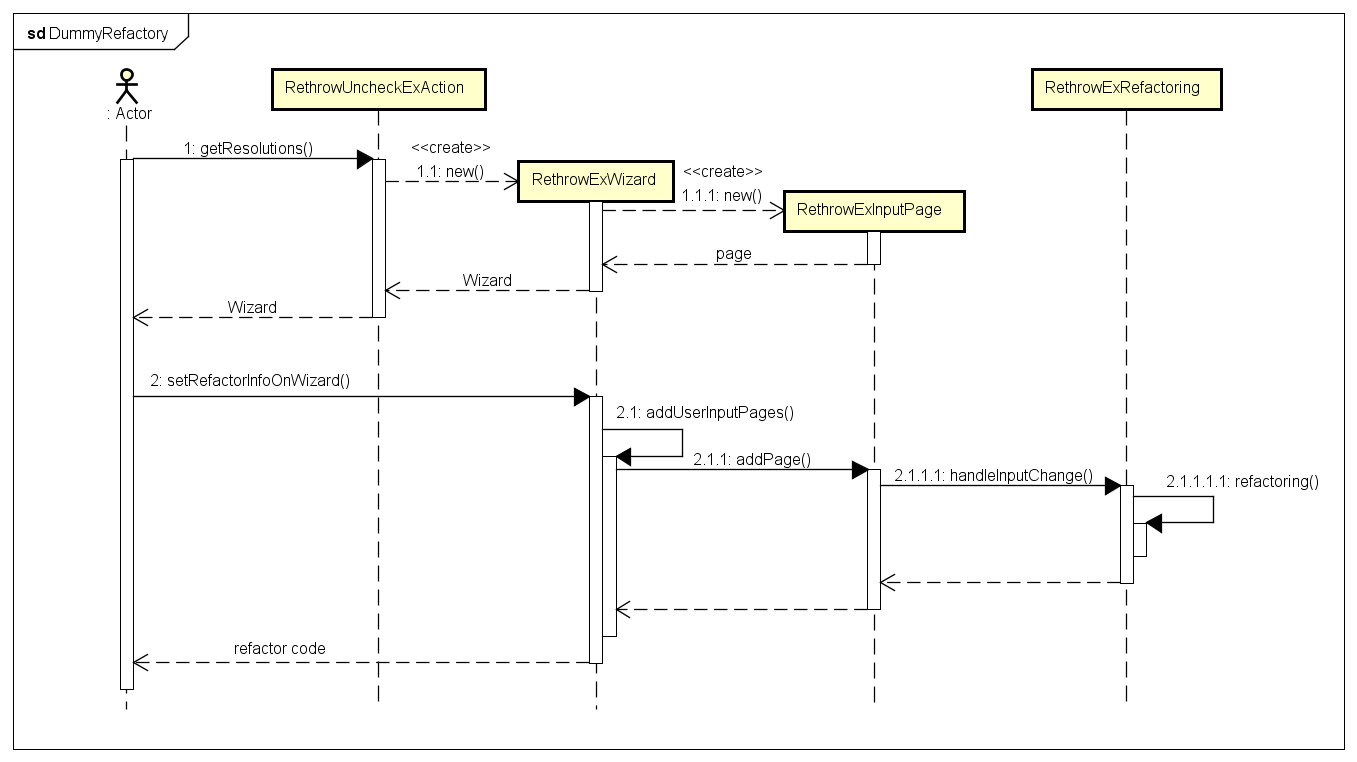 sd DummyRefactory
: Actor
RethrowUncheckExAction
RethrowExRefactoring
1: getResolutions()
<<create>>
1.1: new()
RethrowExWizard
<<create>>
1.1.1: new()
RethrowExInputPage
page
Wizard
Wizard
2: setRefactorInfoOnWizard()
2.1: addUserInputPages()
2.1.1: addPage()
2.1.1.1: handleInputChange()
2.1.1.1.1: refactoring()
refactor code